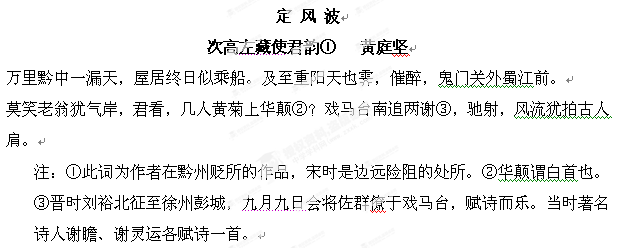 定 风 波
次高左藏使君韵① 黄庭坚
万里黔中一漏天，屋居终日似乘船。及至重阳天也霁，催醉，鬼门关外蜀江前。
莫笑老翁犹气岸，君看，几人黄菊上华颠②？戏马台南追两谢③，驰射，风流犹拍古人
肩。
注：①此词为作者在黔州贬所的作品，宋时是边远险阻的处所。②华颠谓白首也。
③晋时刘裕北征至徐州彭城，九月九日会将佐群僚于戏马台，赋诗而乐。当时著名
诗人谢瞻、谢灵运各赋诗一首。